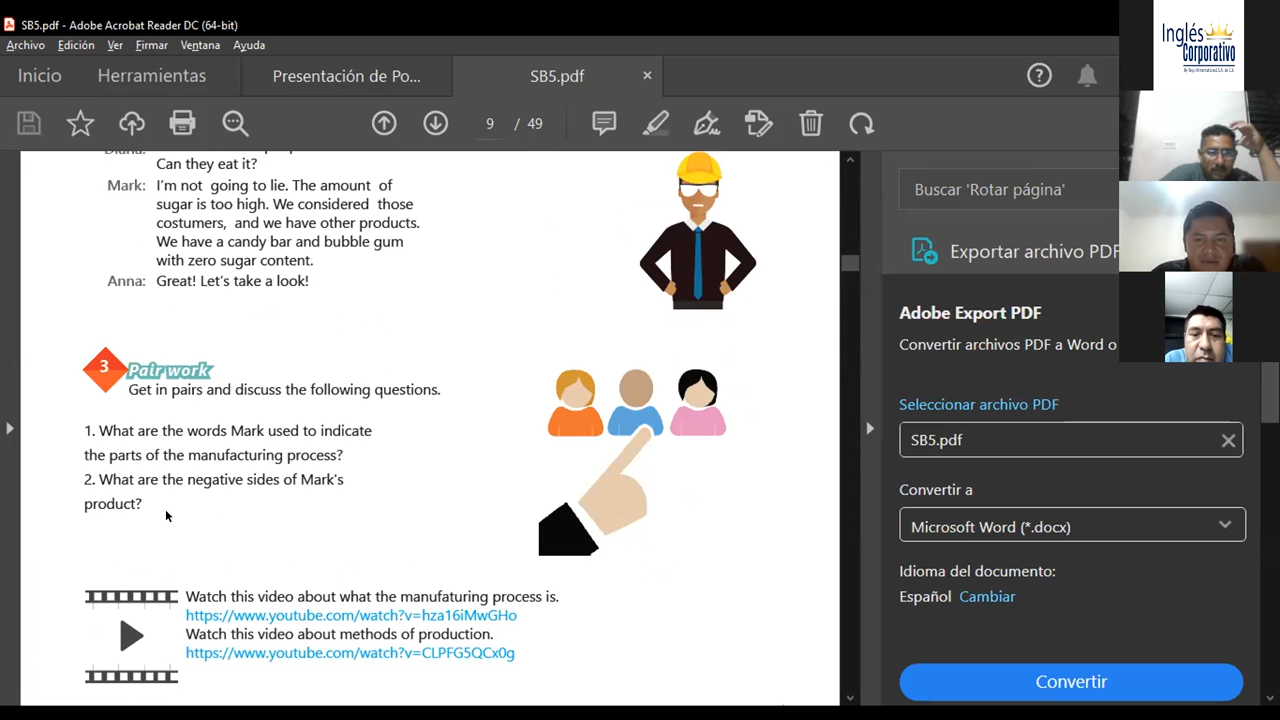 SB5.pdf - Adobe Acrobat Reader DC (64-bit)
Archivo Edición Ver Firmar Ventana Ayuda
Inicio Herramientas Presentación de Po... SB5.pdf
9 / 49
Can they eat it?
Mark: I'm not going to lie. The amount of
sugar is too high. We considered those
costumers, and we have other products.
We have a candy bar and bubble gum
with zero sugar content.
Anna: Great! Let's take a look!
3 Pair work
Get in pairs and discuss the following questions.
1. What are the words Mark used to indicate
the parts of the manufacturing process?
2. What are the negative sides of Mark's
product?
Watch this video about what the manufaturing process is.
https://www.youtube.com/watch?v=hza16iMwGHo
Watch this video about methods of production.
https://www.youtube.com/watch?v=CLPFG5QCx0g
Buscar 'Rotar página'
Exportar archivo PDF
Adobe Export PDF
Convertir archivos PDF a Word o
Seleccionar archivo PDF
SB5.pdf
Convertir a
Microsoft Word (*.docx)
Idioma del documento:
Español Cambiar
Convertir
Inglés
Corporativo